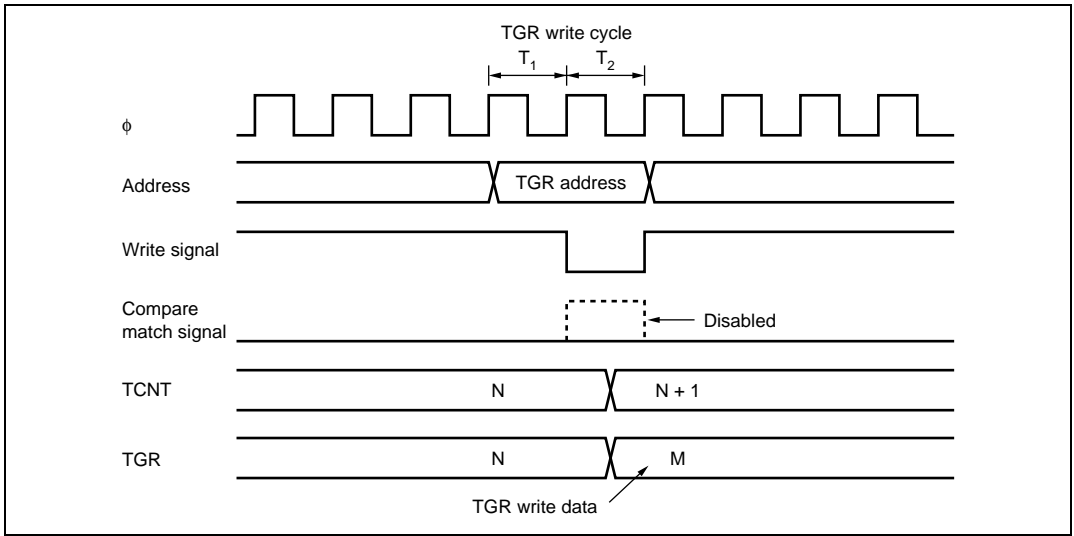 TGR write cycle
T1 T2
ϕ
Address TGR address
Write signal
Compare
match signal Disabled
TCNT N N + 1
TGR N M
TGR write data